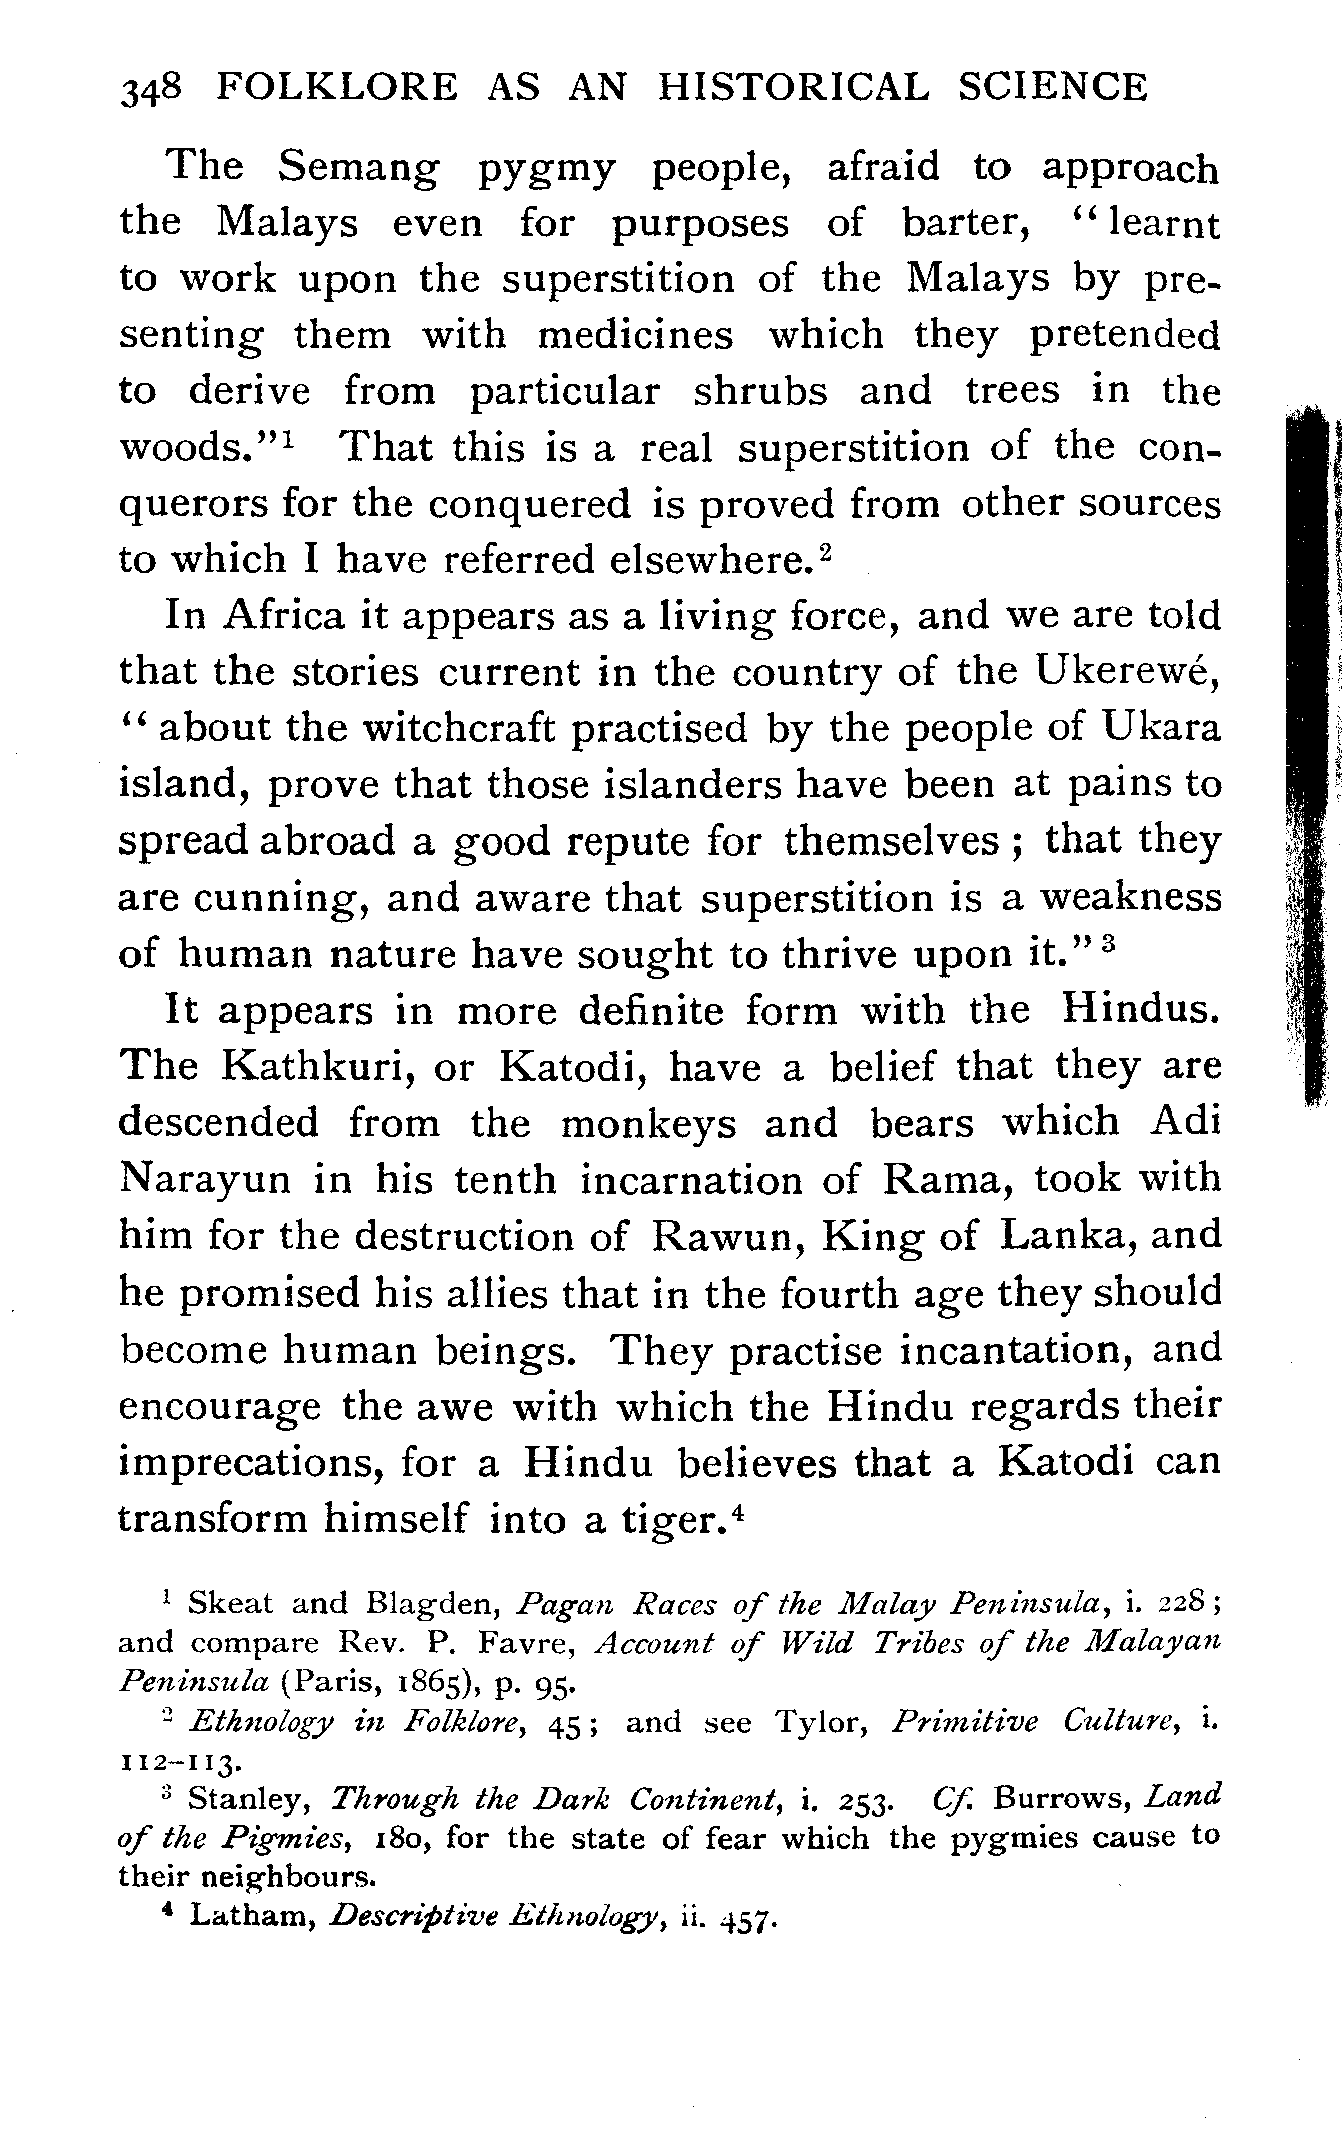 348 FOLKLORE AS AN HISTORICAL SCIENCE
The Semang pygmy people, afraid to approach
the Malays even for purposes of barter, “learnt
to work upon the superstition of the Malays by pre-
senting them with medicines which they pretended
to derive from particular shrubs and trees in the
woods.”¹ That this is a real superstition of the con-
querors for the conquered is proved from other sources
to which I have referred elsewhere.²
In Africa it appears as a living force, and we are told
that the stories current in the country of the Ukerewé,
“about the witchcraft practised by the people of Ukara
island, prove that those islanders have been at pains to
spread abroad a good repute for themselves; that they
are cunning, and aware that superstition is a weakness
of human nature have sought to thrive upon it.”³
It appears in more definite form with the Hindus.
The Kathkuri, or Katodi, have a belief that they are
descended from the monkeys and bears which Adi
Narayun in his tenth incarnation of Rama, took with
him for the destruction of Rawun, King of Lanka, and
he promised his allies that in the fourth age they should
become human beings. They practise incantation, and
encourage the awe with which the Hindu regards their
imprecations, for a Hindu believes that a Katodi can
transform himself into a tiger.⁴
¹ Skeat and Blagden, Pagan Races of the Malay Peninsula, i. 228;
and compare Rev. P. Favre, Account of Wild Tribes of the Malayan
Peninsula (Paris, 1865), p. 95.
² Ethnology in Folklore, 45; and see Tylor, Primitive Culture, i.
112–113.
³ Stanley, Through the Dark Continent, i. 253. Cf. Burrows, Land
of the Pigmies, 180, for the state of fear which the pygmies cause to
their neighbours.
⁴ Latham, Descriptive Ethnology, ii. 457.